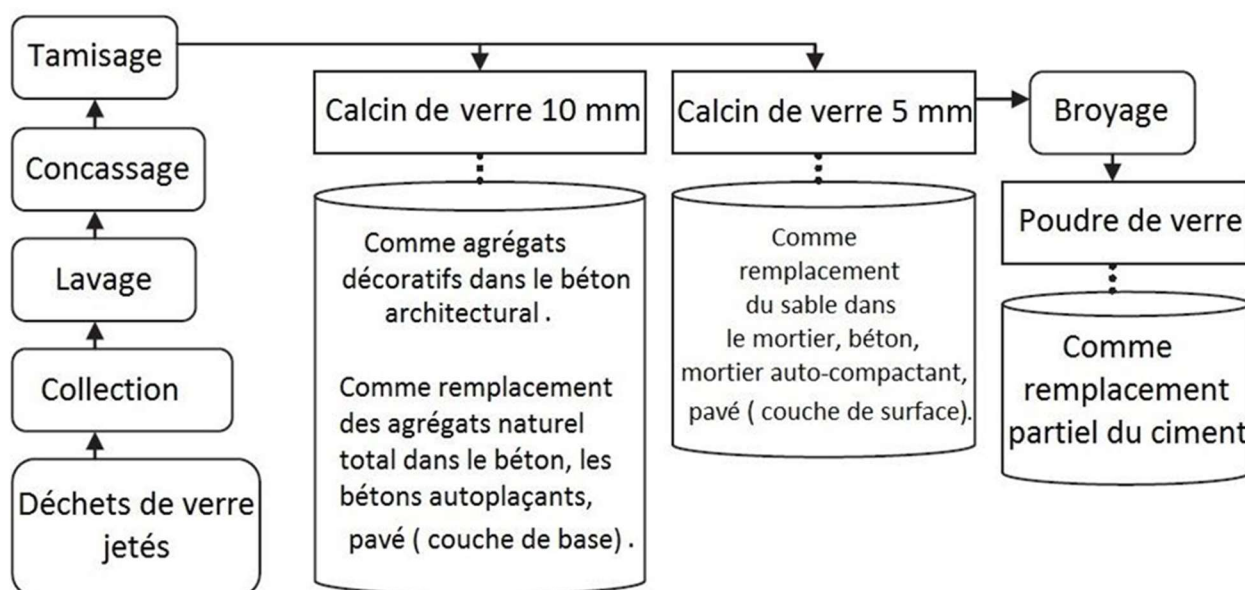 Tamisage
Concassage
Lavage
Collection
Déchets de verre
jetés
Calcin de verre 10 mm
Comme agrégats
décoratifs dans le béton
architectural .
Comme remplacement
des agrégats naturel
total dans le béton, les
bétons autoplaçants,
pavé ( couche de base) .
Calcin de verre 5 mm
Comme
remplacement
du sable dans
le mortier, béton,
mortier auto-compactant,
pavé ( couche de surface).
Broyage
Poudre de verre
Comme
remplacement
partiel du ciment